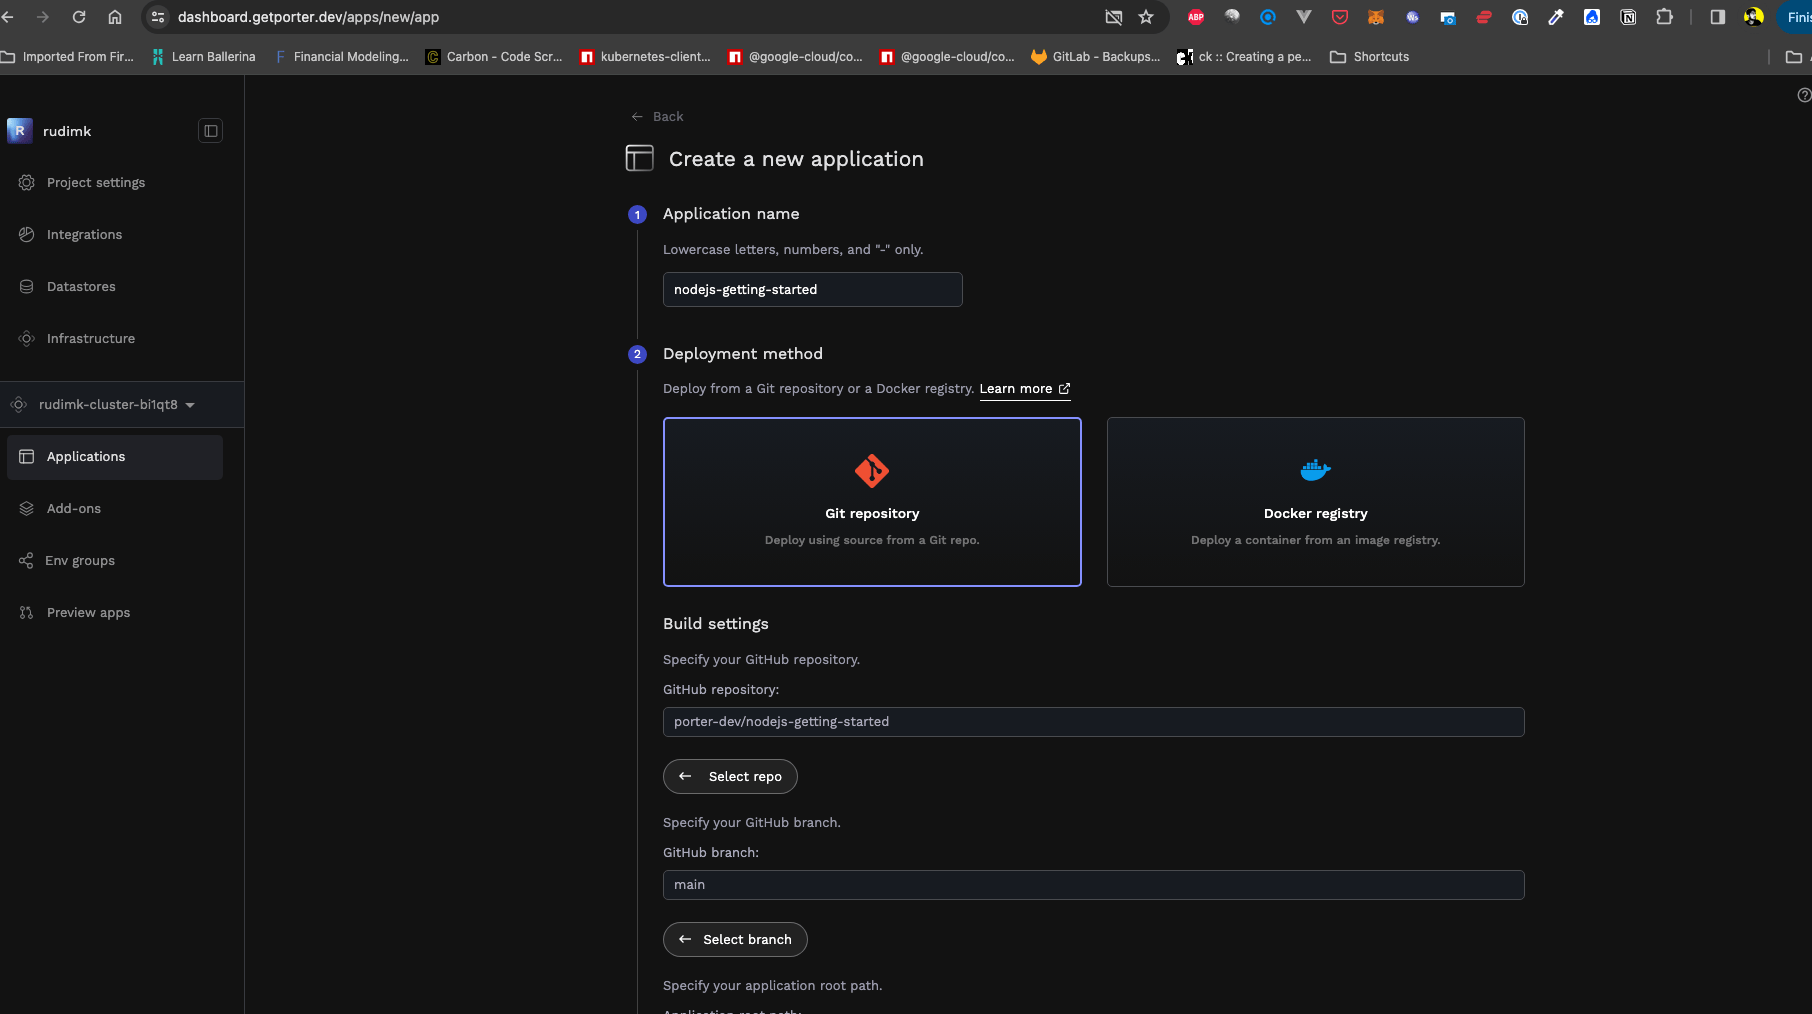 dashboard.getporter.dev/apps/new/app
ABP
Finis
Imported From Fir...
Learn Ballerina
Financial Modeling...
Carbon - Code Scr...
kubernetes-client...
@google-cloud/co...
@google-cloud/co...
GitLab - Backups...
ck :: Creating a pe...
Shortcuts
R
rudimk
Project settings
Integrations
Datastores
Infrastructure
rudimk-cluster-bi1qt8
Applications
Add-ons
Env groups
Preview apps
Back
Create a new application
1
Application name
Lowercase letters, numbers, and "-" only.
nodejs-getting-started
2
Deployment method
Deploy from a Git repository or a Docker registry. Learn more
Git repository
Deploy using source from a Git repo.
Docker registry
Deploy a container from an image registry.
Build settings
Specify your GitHub repository.
GitHub repository:
porter-dev/nodejs-getting-started
Select repo
Specify your GitHub branch.
GitHub branch:
main
Select branch
Specify your application root path.
Application root path: